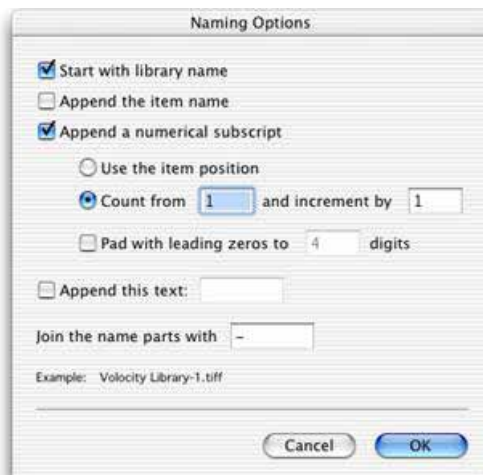 Naming Options
Start with library name
Append the item name
Append a numerical subscript
Use the item position
Count from 1 and increment by 1
Pad with leading zeros to 4 digits
Append this text:
Join the name parts with -
Example: Volocity Library-1.tiff
Cancel OK